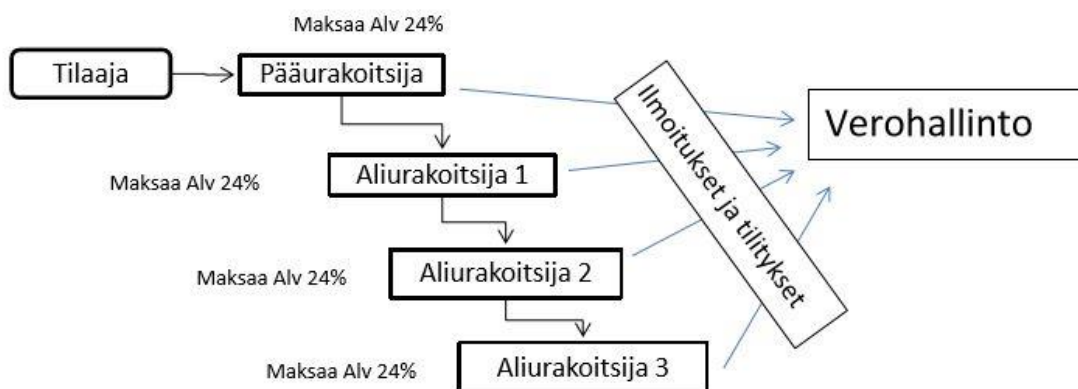 Maksaa Alv 24%
Tilaaja
Pääurakoitsija
Ilmoitukset ja tilitykset
Verohallinto
Maksaa Alv 24%
Aliurakoitsija 1
Maksaa Alv 24%
Aliurakoitsija 2
Maksaa Alv 24%
Aliurakoitsija 3